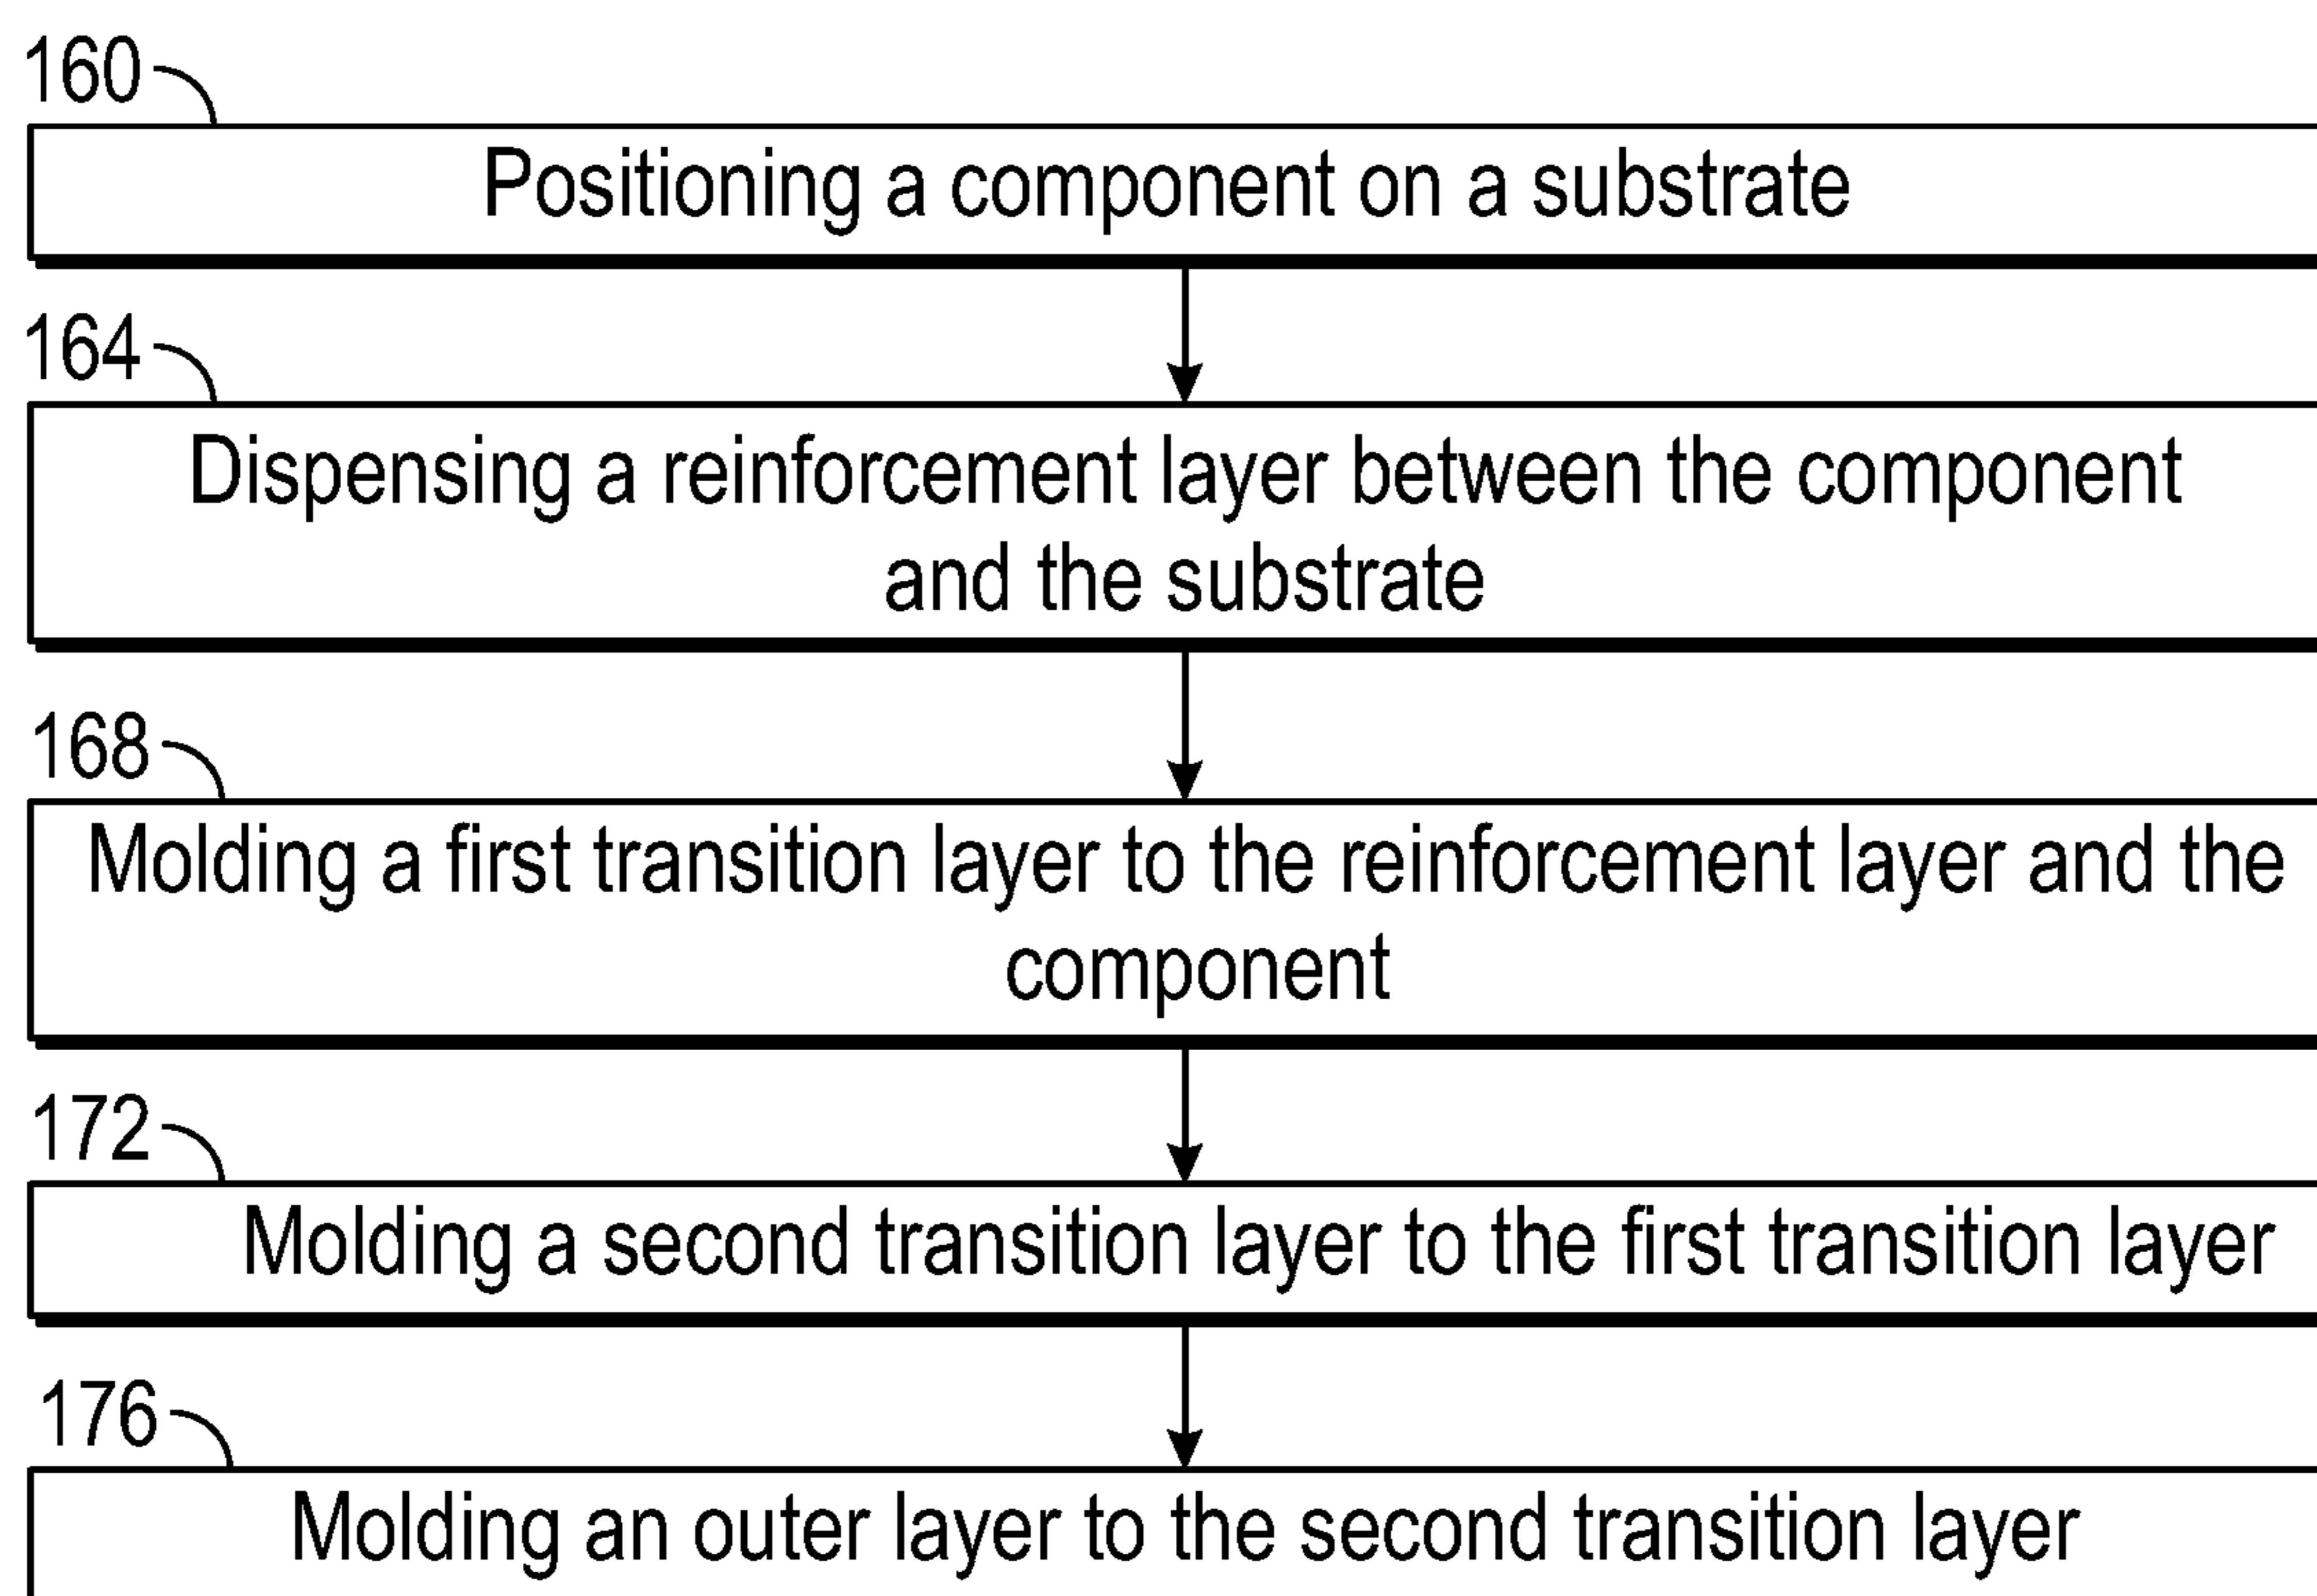 160
Positioning a component on a substrate
164
Dispensing a reinforcement layer between the component
and the substrate
168
Molding a first transition layer to the reinforcement layer and the
component
172
Molding a second transition layer to the first transition layer
176
Molding an outer layer to the second transition layer